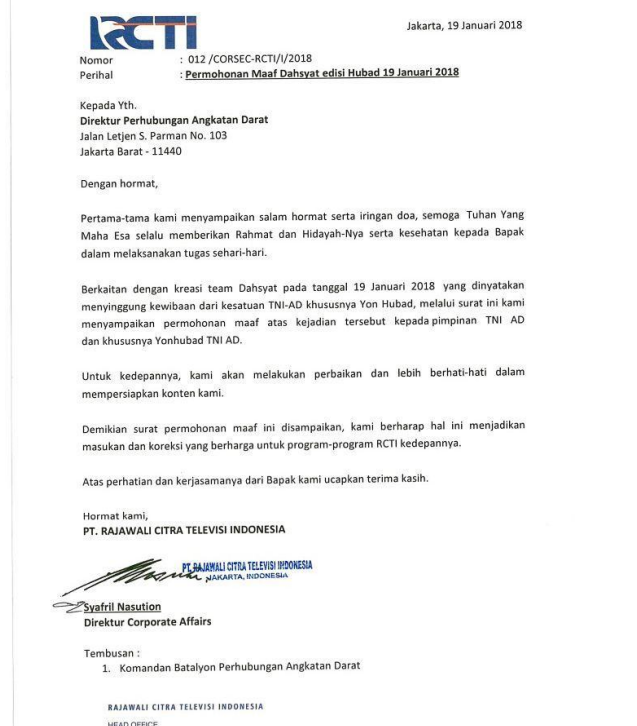 RCTI
Jakarta, 19 Januari 2018
Nomor : 012 /CORSEC-RCTI/I/2018
Perihal : Permohonan Maaf Dahsyat edisi Hubad 19 Januari 2018
Kepada Yth.
Direktur Perhubungan Angkatan Darat
Jalan Letjen S. Parman No. 103
Jakarta Barat - 11440
Dengan hormat,
Pertama-tama kami menyampaikan salam hormat serta iringan doa, semoga Tuhan Yang
Maha Esa selalu memberikan Rahmat dan Hidayah-Nya serta kesehatan kepada Bapak
dalam melaksanakan tugas sehari-hari.
Berkaitan dengan kreasi team Dahsyat pada tanggal 19 Januari 2018 yang dinyatakan
menyinggung kewibaan dari kesatuan TNI-AD khususnya Yon Hubad, melalui surat ini kami
menyampaikan permohonan maaf atas kejadian tersebut kepada pimpinan TNI AD
dan khususnya Yonhubad TNI AD.
Untuk kedepannya, kami akan melakukan perbaikan dan lebih berhati-hati dalam
mempersiapkan konten kami.
Demikian surat permohonan maaf ini disampaikan, kami berharap hal ini menjadikan
masukan dan koreksi yang berharga untuk program-program RCTI kedepannya.
Atas perhatian dan kerjasamanya dari Bapak kami ucapkan terima kasih.
Hormat kami,
PT. RAJAWALI CITRA TELEVISI INDONESIA
PT. RAJAWALI CITRA TELEVISI INDONESIA
JAKARTA, INDONESIA
Syafril Nasution
Direktur Corporate Affairs
Tembusan :
1. Komandan Batalyon Perhubungan Angkatan Darat
RAJAWALI CITRA TELEVISI INDONESIA
HEAD OFFICE